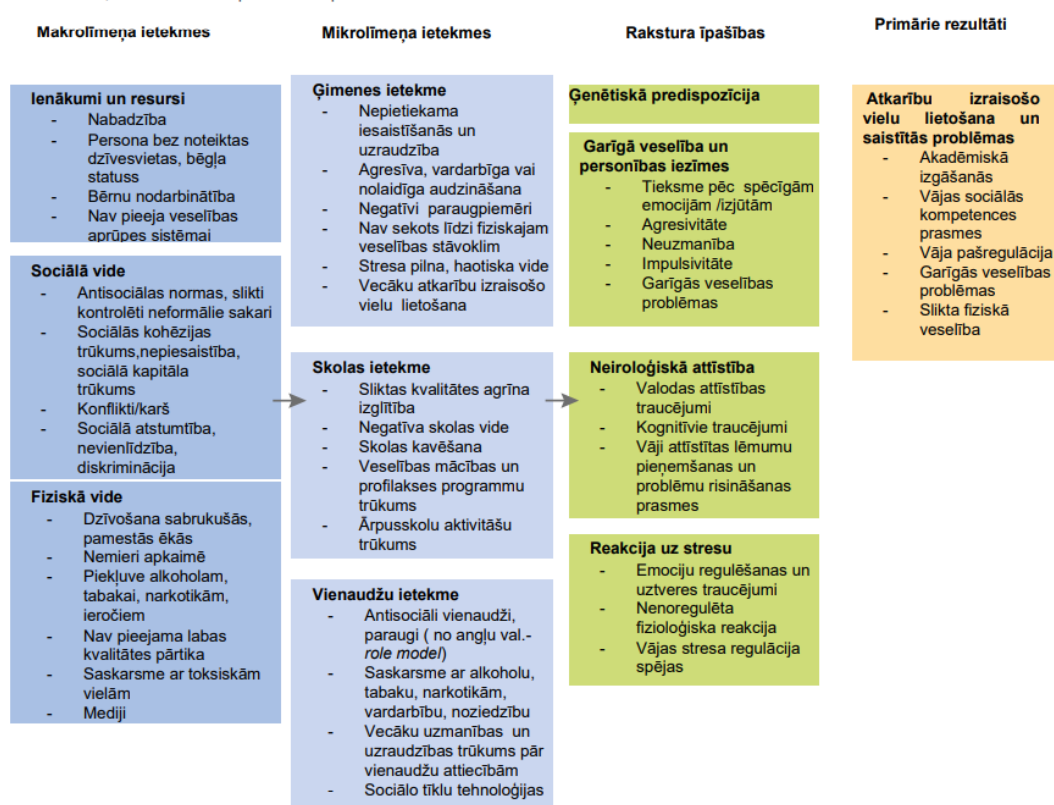 Makrolīmeņa ietekmes
Mikrolīmeņa ietekmes
Rakstura īpašības
Primārie rezultāti
Ienākumi un resursi
- Nabadzība
- Persona bez noteiktas
dzīvesvietas, bēgļa
statuss
- Bērnu nodarbinātība
- Nav pieeja veselības
aprūpes sistēmai
Sociālā vide
- Antisociālas normas, slikti
kontrolēti neformālie sakari
- Sociālās kohēzijas
trūkums,nepiesaistība,
sociālā kapitāla
trūkums
- Konflikti/karš
- Sociālā atstumtība,
nevienlīdzība,
diskriminācija
Fiziskā vide
- Dzīvošana sabrukušās,
pamestās ēkās
- Nemieri apkaimē
- Piekļuve alkoholam,
tabakai, narkotikām,
ieročiem
- Nav pieejama labas
kvalitātes pārtika
- Saskarsme ar toksiskām
vielām
- Mediji
Ģimenes ietekme
- Nepietiekama
iesaistīšanās un
uzraudzība
- Agresīva, vardarbīga vai
nolaidīga audzināšana
- Negatīvi paraugpiemēri
- Nav sekots līdzi fiziskajam
veselības stāvoklim
- Stresa pilna, haotiska vide
- Vecāku atkarību izraisošo
vielu lietošana
Skolas ietekme
- Sliktas kvalitātes agrīna
izglītība
- Negatīva skolas vide
- Skolas kavēšana
- Veselības mācības un
profilakses programmu
trūkums
- Ārpusskolu aktivitāšu
trūkums
Vienaudžu ietekme
- Antisociāli vienaudži,
paraugi ( no angļu val.-
role model)
- Saskarsme ar alkoholu,
tabaku, narkotikām,
vardarbību, noziedzību
- Vecāku uzmanības un
uzraudzības trūkums pār
vienaudžu attiecībām
- Sociālo tīklu tehnoloģijas
Ģenētiskā predispozīcija
Garīgā veselība un
personības iezīmes
- Tieksme pēc spēcīgām
emocijām /izjūtām
- Agresivitāte
- Neuzmanība
- Impulsivitāte
- Garīgās veselības
problēmas
Neiroloģiskā attīstība
- Valodas attīstības
traucējumi
- Kognitīvie traucējumi
- Vāji attīstītas lēmumu
pieņemšanas un
problēmu risināšanas
prasmes
Reakcija uz stresu
- Emociju regulēšanas un
uztveres traucējumi
- Nenoregulēta
fizioloģiska reakcija
- Vājas stresa regulācija
spējas
Atkarību izraisošo
vielu lietošana un
saistītās problēmas
- Akadēmiskā
izgāšanās
- Vājas sociālās
kompetences
prasmes
- Vāja pašregulācija
- Garīgās veselības
problēmas
- Slikta fiziskā
veselība